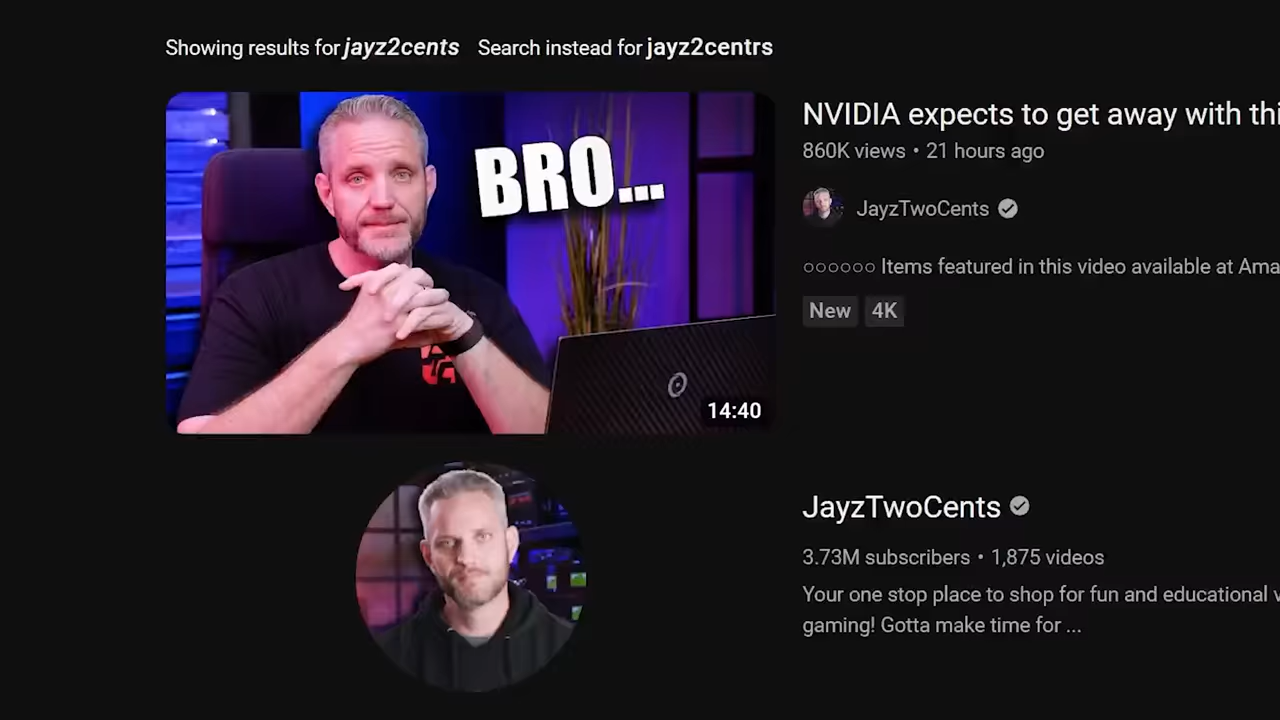 Showing results for jayz2cents Search instead for jayz2centrs
BRO...
14:40
NVIDIA expects to get away with thi
860K views • 21 hours ago
JayzTwoCents
○○○○○○ Items featured in this video available at Ama
New 4K
JayzTwoCents
3.73M subscribers • 1,875 videos
Your one stop place to shop for fun and educational v
gaming! Gotta make time for ...